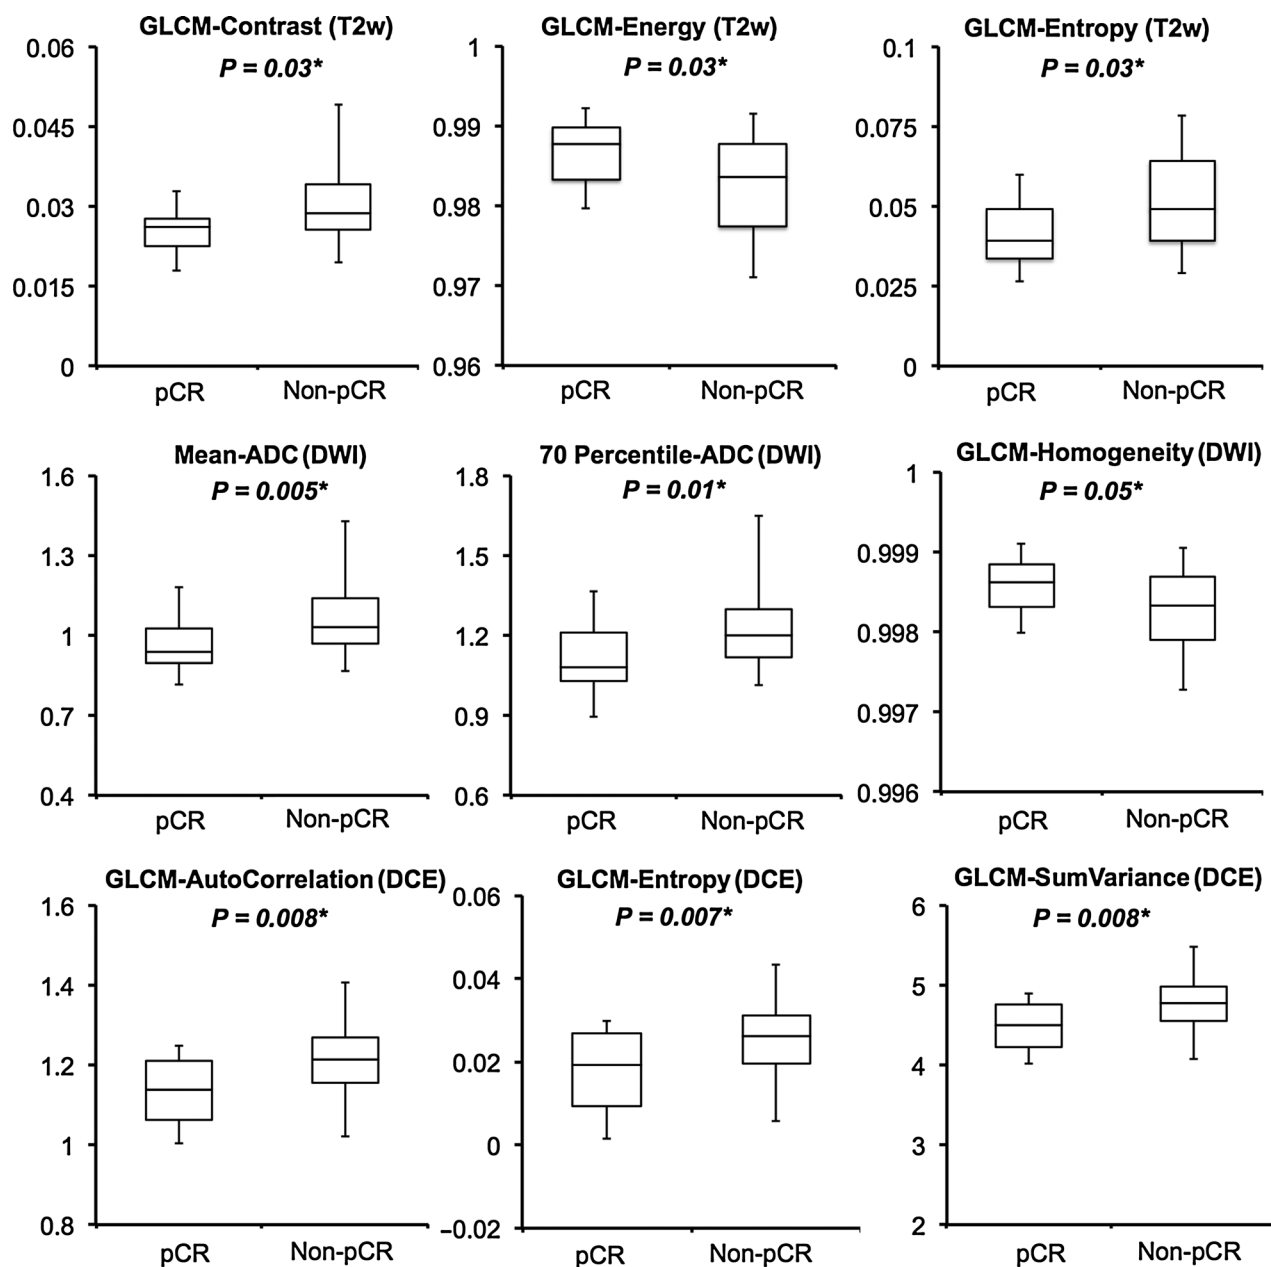 GLCM-Contrast (T2w)
P = 0.03*
0.06
0.045
0.03
0.015
0
pCR
Non-pCR
GLCM-Energy (T2w)
P = 0.03*
1
0.99
0.98
0.97
0.96
pCR
Non-pCR
GLCM-Entropy (T2w)
P = 0.03*
0.1
0.075
0.05
0.025
0
pCR
Non-pCR
Mean-ADC (DWI)
P = 0.005*
1.6
1.3
1
0.7
0.4
pCR
Non-pCR
70 Percentile-ADC (DWI)
P = 0.01*
1.8
1.5
1.2
0.9
0.6
pCR
Non-pCR
GLCM-Homogeneity (DWI)
P = 0.05*
1
0.999
0.998
0.997
0.996
pCR
Non-pCR
GLCM-AutoCorrelation (DCE)
P = 0.008*
1.6
1.4
1.2
1
0.8
pCR
Non-pCR
GLCM-Entropy (DCE)
P = 0.007*
0.06
0.04
0.02
0
−0.02
pCR
Non-pCR
GLCM-SumVariance (DCE)
P = 0.008*
6
5
4
3
2
pCR
Non-pCR